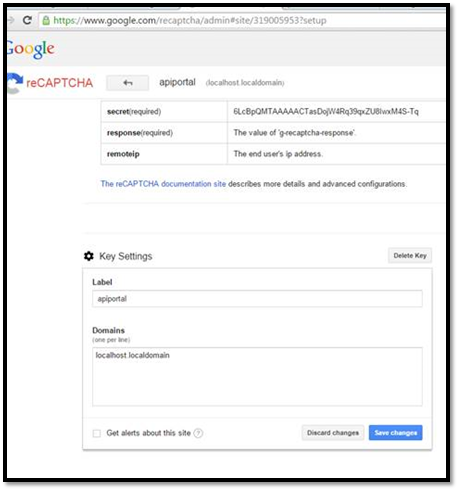 https://www.google.com/recaptcha/admin#site/319005953?setup
Google
reCAPTCHA apiportal (localhost.localdomain)
secret(required) 6LcBpQMTAAAAACTasDojW4Rq39qxZU8IwxM4S-Tq
response(required) The value of 'g-recaptcha-response'.
remoteip The end user's ip address.
The reCAPTCHA documentation site describes more details and advanced configurations.
Key Settings Delete Key
Label
apiportal
Domains
(one per line)
localhost.localdomain
Get alerts about this site ? Discard changes Save changes